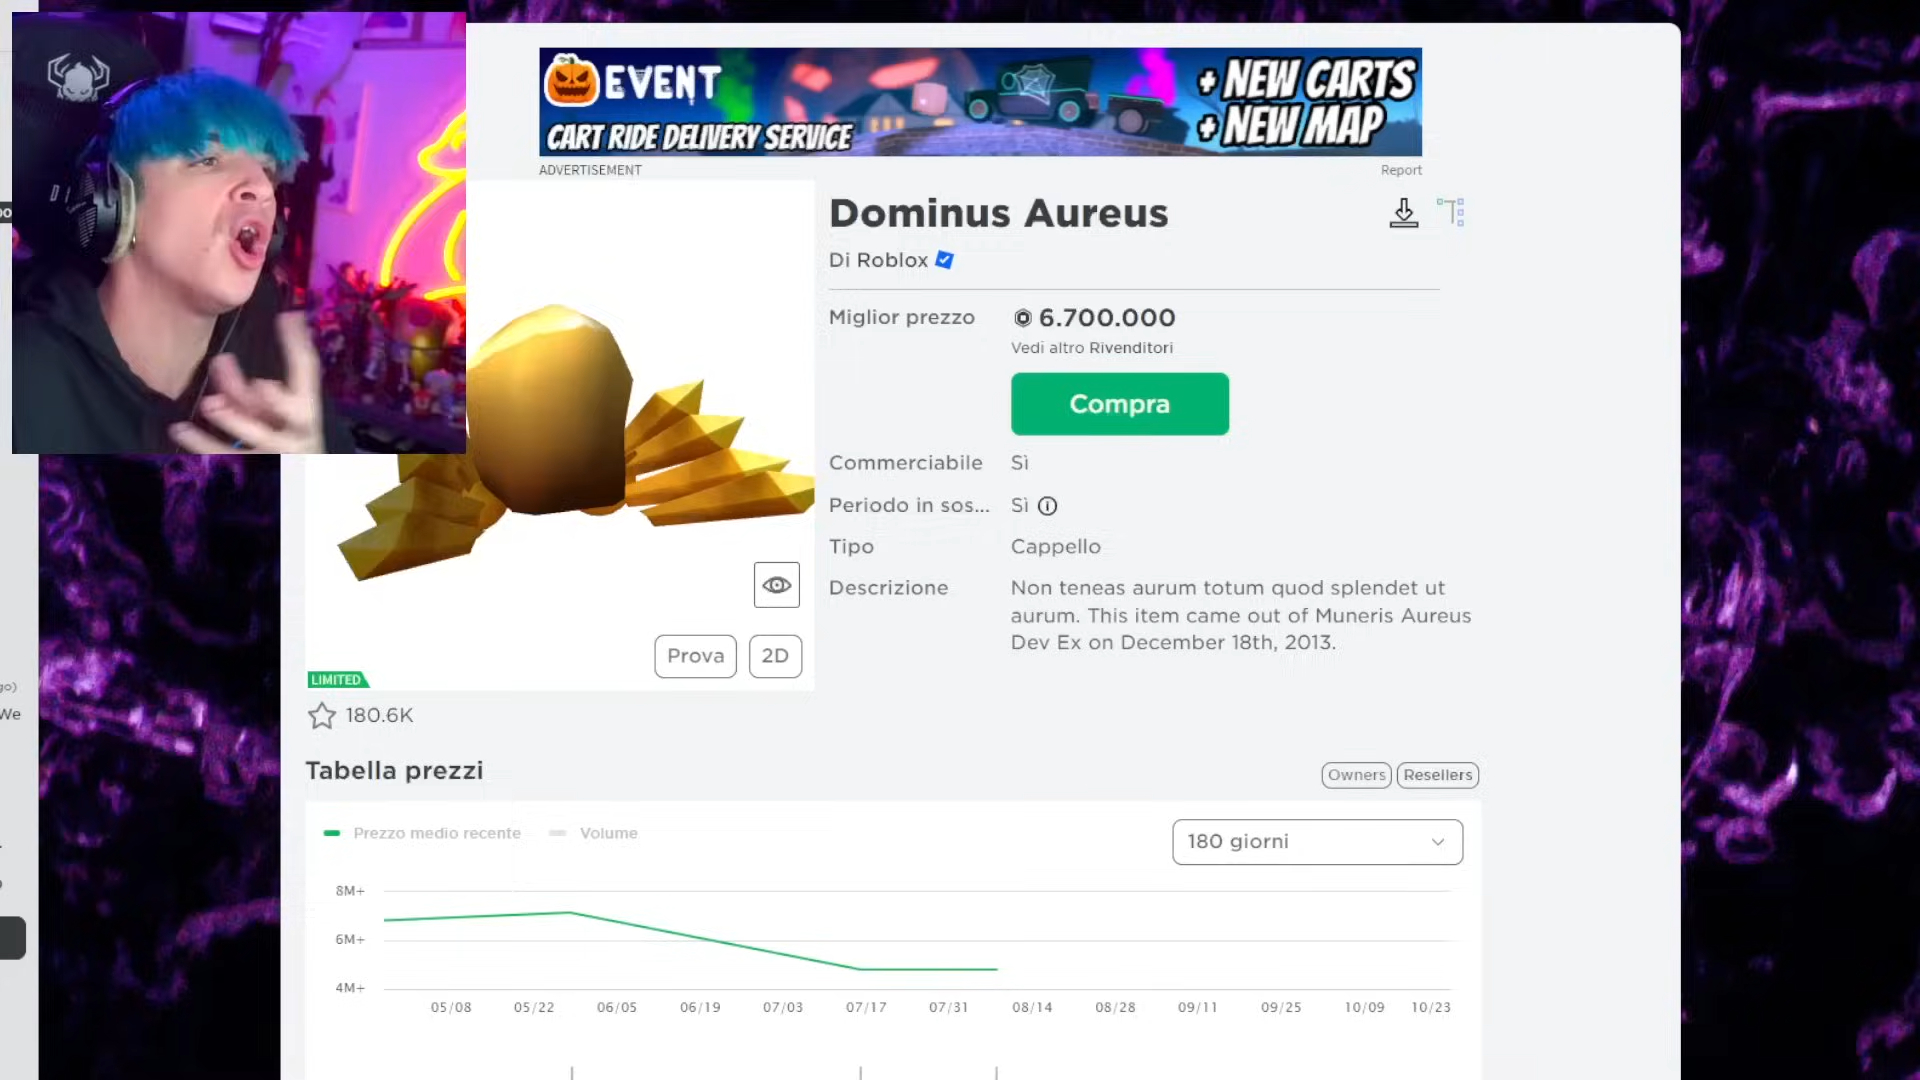 EVENT
CART RIDE DELIVERY SERVICE
+ NEW CARTS
+ NEW MAP
ADVERTISEMENT
Report
Dominus Aureus
Di Roblox
Miglior prezzo
6.700.000
Vedi altro Rivenditori
Compra
Commerciabile
Sì
Periodo in sos...
Sì
Tipo
Cappello
Descrizione
Non teneas aurum totum quod splendet ut
aurum. This item came out of Muneris Aureus
Dev Ex on December 18th, 2013.
Prova
2D
LIMITED
180.6K
Tabella prezzi
Owners
Resellers
Prezzo medio recente
Volume
180 giorni
8M+
6M+
4M+
05/08 05/22 06/05 06/19 07/03 07/17 07/31 08/14 08/28 09/11 09/25 10/09 10/23
We